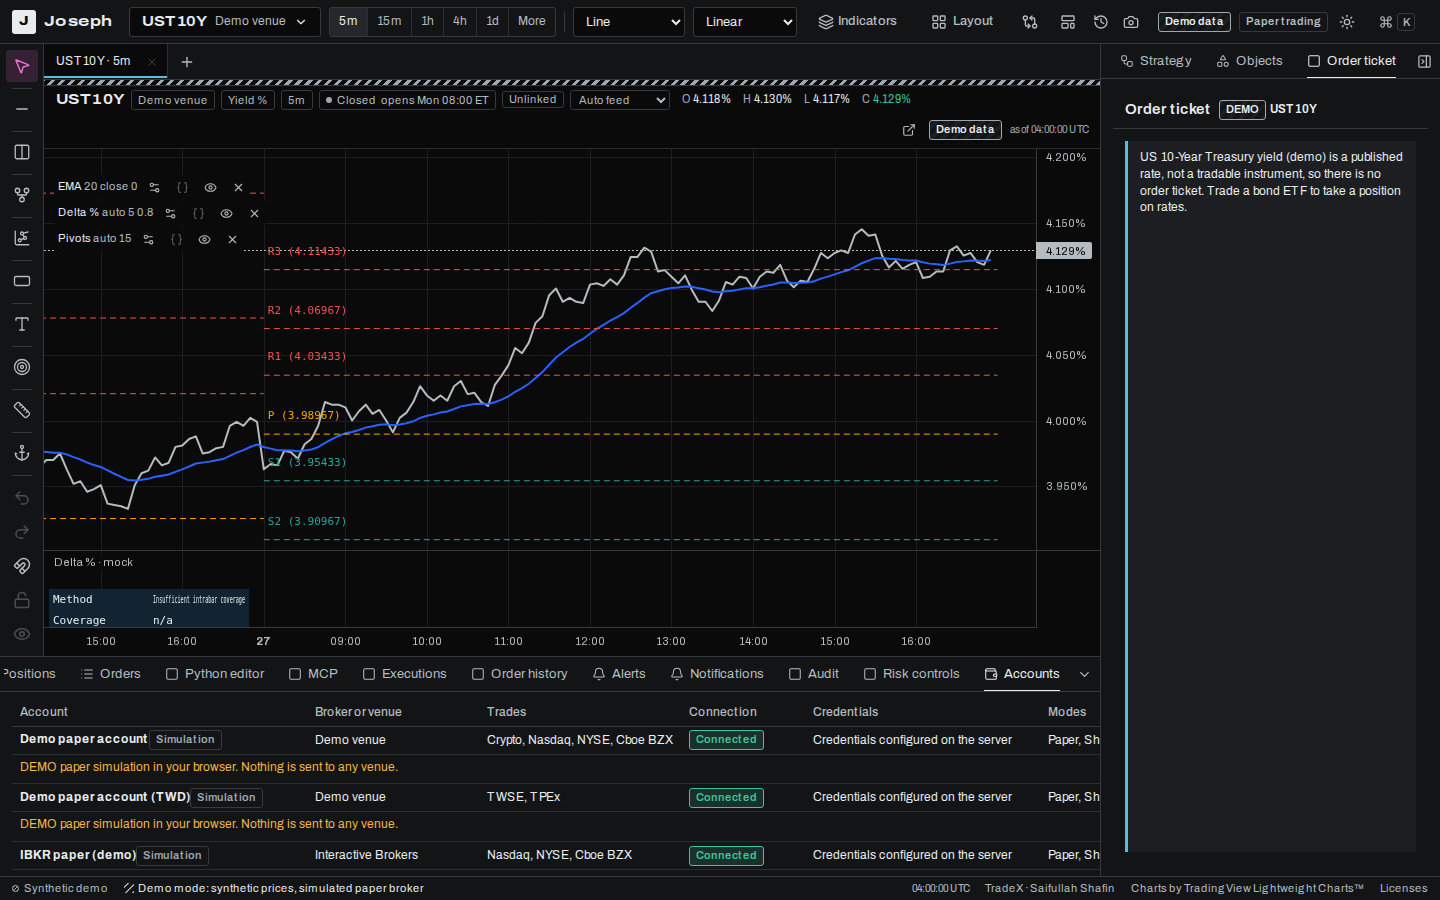 J Joseph UST10Y Demo venue 5m 15m 1h 4h 1d More Line Linear Indicators Layout Demo data Paper trading ⌘ K
UST10Y · 5m × +
Strategy Objects Order ticket
UST10Y Demo venue Yield % 5m Closed opens Mon 08:00 ET Unlinked Auto feed O 4.118% H 4.130% L 4.117% C 4.129%
Demo data as of 04:00:00 UTC
Order ticket DEMO UST10Y
US 10-Year Treasury yield (demo) is a published
rate, not a tradable instrument, so there is no
order ticket. Trade a bond ETF to take a position
on rates.
4.200%
EMA 20 close 0 { }
Delta % auto 5 0.8 { }
4.150%
Pivots auto 15 { }
R3 (4.11433)
4.129%
4.100%
R2 (4.06967)
R1 (4.03433)
4.050%
P (3.98967)
4.000%
S1 (3.95433)
3.950%
S2 (3.90967)
Delta % · mock
Method Insufficient intrabar coverage
Coverage n/a
15:00 16:00 27 09:00 10:00 11:00 12:00 13:00 14:00 15:00 16:00
Positions Orders Python editor MCP Executions Order history Alerts Notifications Audit Risk controls Accounts
Account Broker or venue Trades Connection Credentials Modes
Demo paper account Simulation Demo venue Crypto, Nasdaq, NYSE, Cboe BZX Connected Credentials configured on the server Paper, Sh
DEMO paper simulation in your browser. Nothing is sent to any venue.
Demo paper account (TWD) Simulation Demo venue TWSE, TPEx Connected Credentials configured on the server Paper, Sh
DEMO paper simulation in your browser. Nothing is sent to any venue.
IBKR paper (demo) Simulation Interactive Brokers Nasdaq, NYSE, Cboe BZX Connected Credentials configured on the server Paper, Sh
Synthetic demo Demo mode: synthetic prices, simulated paper broker 04:00:00 UTC TradeX · Saifullah Shafin Charts by TradingView Lightweight Charts™ Licenses